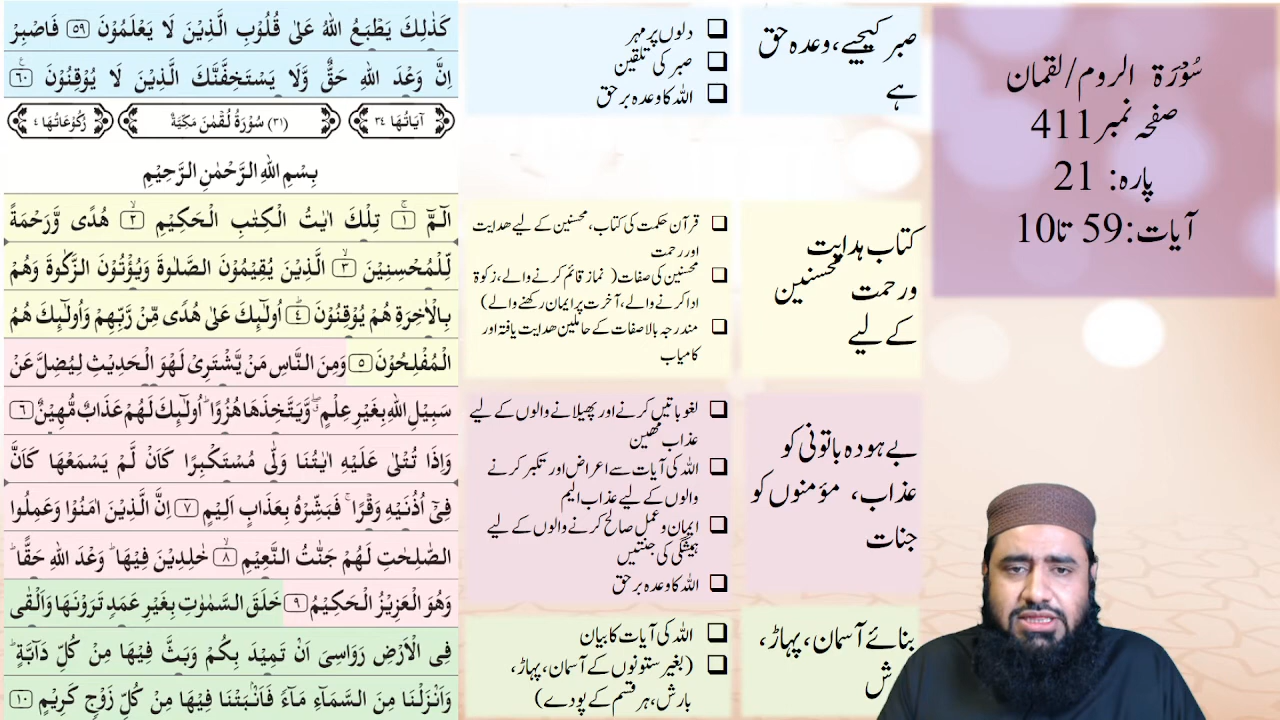 سُوْرَة الروم/لقمان
صفحہ نمبر 411
پارہ: 21
آیات: 59 تا 10
صبر کیجیے، وعدہ حق
ہے
دلوں پر مہر
صبر کی تلقین
اللہ کا وعدہ برحق
كَذٰلِكَ يَطْبَعُ اللّٰهُ عَلٰى قُلُوْبِ الَّذِيْنَ لَا يَعْلَمُوْنَ ﴿٥٩﴾ فَاصْبِرْ
اِنَّ وَعْدَ اللّٰهِ حَقٌّ وَّلَا يَسْتَخِفَّنَّكَ الَّذِيْنَ لَا يُوْقِنُوْنَ ﴿٦٠﴾
اٰيَاتُهَا ٣٤
(٣١) سُوْرَةُ لُقْمٰنَ مَكِّيَّةٌ
رُكُوْعَاتُهَا ٤
بِسْمِ اللّٰهِ الرَّحْمٰنِ الرَّحِيْمِ
کتاب ہدایت
ورحمت محسنین
کے لیے
قرآن حکمت کی کتاب، محسنین کے لیے ھدایت
اور رحمت
محسنین کی صفات( نماز قائم کرنے والے، زکوۃ
ادا کرنے والے، آخرت پر ایمان رکھنے والے)
مندرجہ بالا صفات کے حاملین ھدایت یافتہ اور
کامیاب
الٓمّٓ ﴿١﴾ تِلْكَ اٰيٰتُ الْكِتٰبِ الْحَكِيْمِ ﴿٢﴾ هُدًى وَّرَحْمَةً
لِّلْمُحْسِنِيْنَ ﴿٣﴾ الَّذِيْنَ يُقِيْمُوْنَ الصَّلٰوةَ وَيُؤْتُوْنَ الزَّكٰوةَ وَهُمْ
بِالْاٰخِرَةِ هُمْ يُوْقِنُوْنَ ﴿٤﴾ اُولٰٓئِكَ عَلٰى هُدًى مِّنْ رَّبِّهِمْ وَاُولٰٓئِكَ هُمُ
الْمُفْلِحُوْنَ ﴿٥﴾ وَمِنَ النَّاسِ مَنْ يَّشْتَرِيْ لَهْوَ الْحَدِيْثِ لِيُضِلَّ عَنْ
بے ہودہ باتونی کو
عذاب، مؤمنوں کو
جنات
لغو باتیں کرنے اور پھیلانے والوں کے لیے
عذاب مھین
اللہ کی آیات سے اعراض اور تکبر کرنے
والوں کے لیے عذاب الیم
ایمان و عمل صالح کرنے والوں کے لیے
ہیشگی کی جنتیں
اللہ کا وعدہ برحق
سَبِيْلِ اللّٰهِ بِغَيْرِ عِلْمٍ ۖ وَّيَتَّخِذَهَا هُزُوًا ؕ اُولٰٓئِكَ لَهُمْ عَذَابٌ مُّهِيْنٌ ﴿٦﴾
وَاِذَا تُتْلٰى عَلَيْهِ اٰيٰتُنَا وَلّٰى مُسْتَكْبِرًا كَاَنْ لَّمْ يَسْمَعْهَا كَاَنَّ
فِيْٓ اُذُنَيْهِ وَقْرًا ۚ فَبَشِّرْهُ بِعَذَابٍ اَلِيْمٍ ﴿٧﴾ اِنَّ الَّذِيْنَ اٰمَنُوْا وَعَمِلُوا
الصّٰلِحٰتِ لَهُمْ جَنّٰتُ النَّعِيْمِ ﴿٨﴾ خٰلِدِيْنَ فِيْهَا ؕ وَعْدَ اللّٰهِ حَقًّا ؕ
وَهُوَ الْعَزِيْزُ الْحَكِيْمُ ﴿٩﴾ خَلَقَ السَّمٰوٰتِ بِغَيْرِ عَمَدٍ تَرَوْنَهَا وَاَلْقٰى
بنائے آسمان، پہاڑ،
اللہ کی آیات کا بیان
(بغیر ستونوں کے آسمان، پہاڑ،
بارش، ہر قسم کے پودے)
فِي الْاَرْضِ رَوَاسِيَ اَنْ تَمِيْدَ بِكُمْ وَبَثَّ فِيْهَا مِنْ كُلِّ دَآبَّةٍ ؕ
وَاَنْزَلْنَا مِنَ السَّمَآءِ مَآءً فَاَنْۢبَتْنَا فِيْهَا مِنْ كُلِّ زَوْجٍ كَرِيْمٍ ﴿١٠﴾